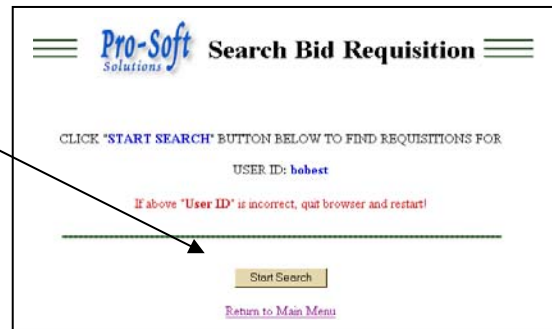 Pro-Soft
Solutions
Search Bid Requisition
CLICK "START SEARCH" BUTTON BELOW TO FIND REQUISITIONS FOR
USER ID: bobest
If above "User ID" is incorrect, quit browser and restart!
Start Search
Return to Main Menu